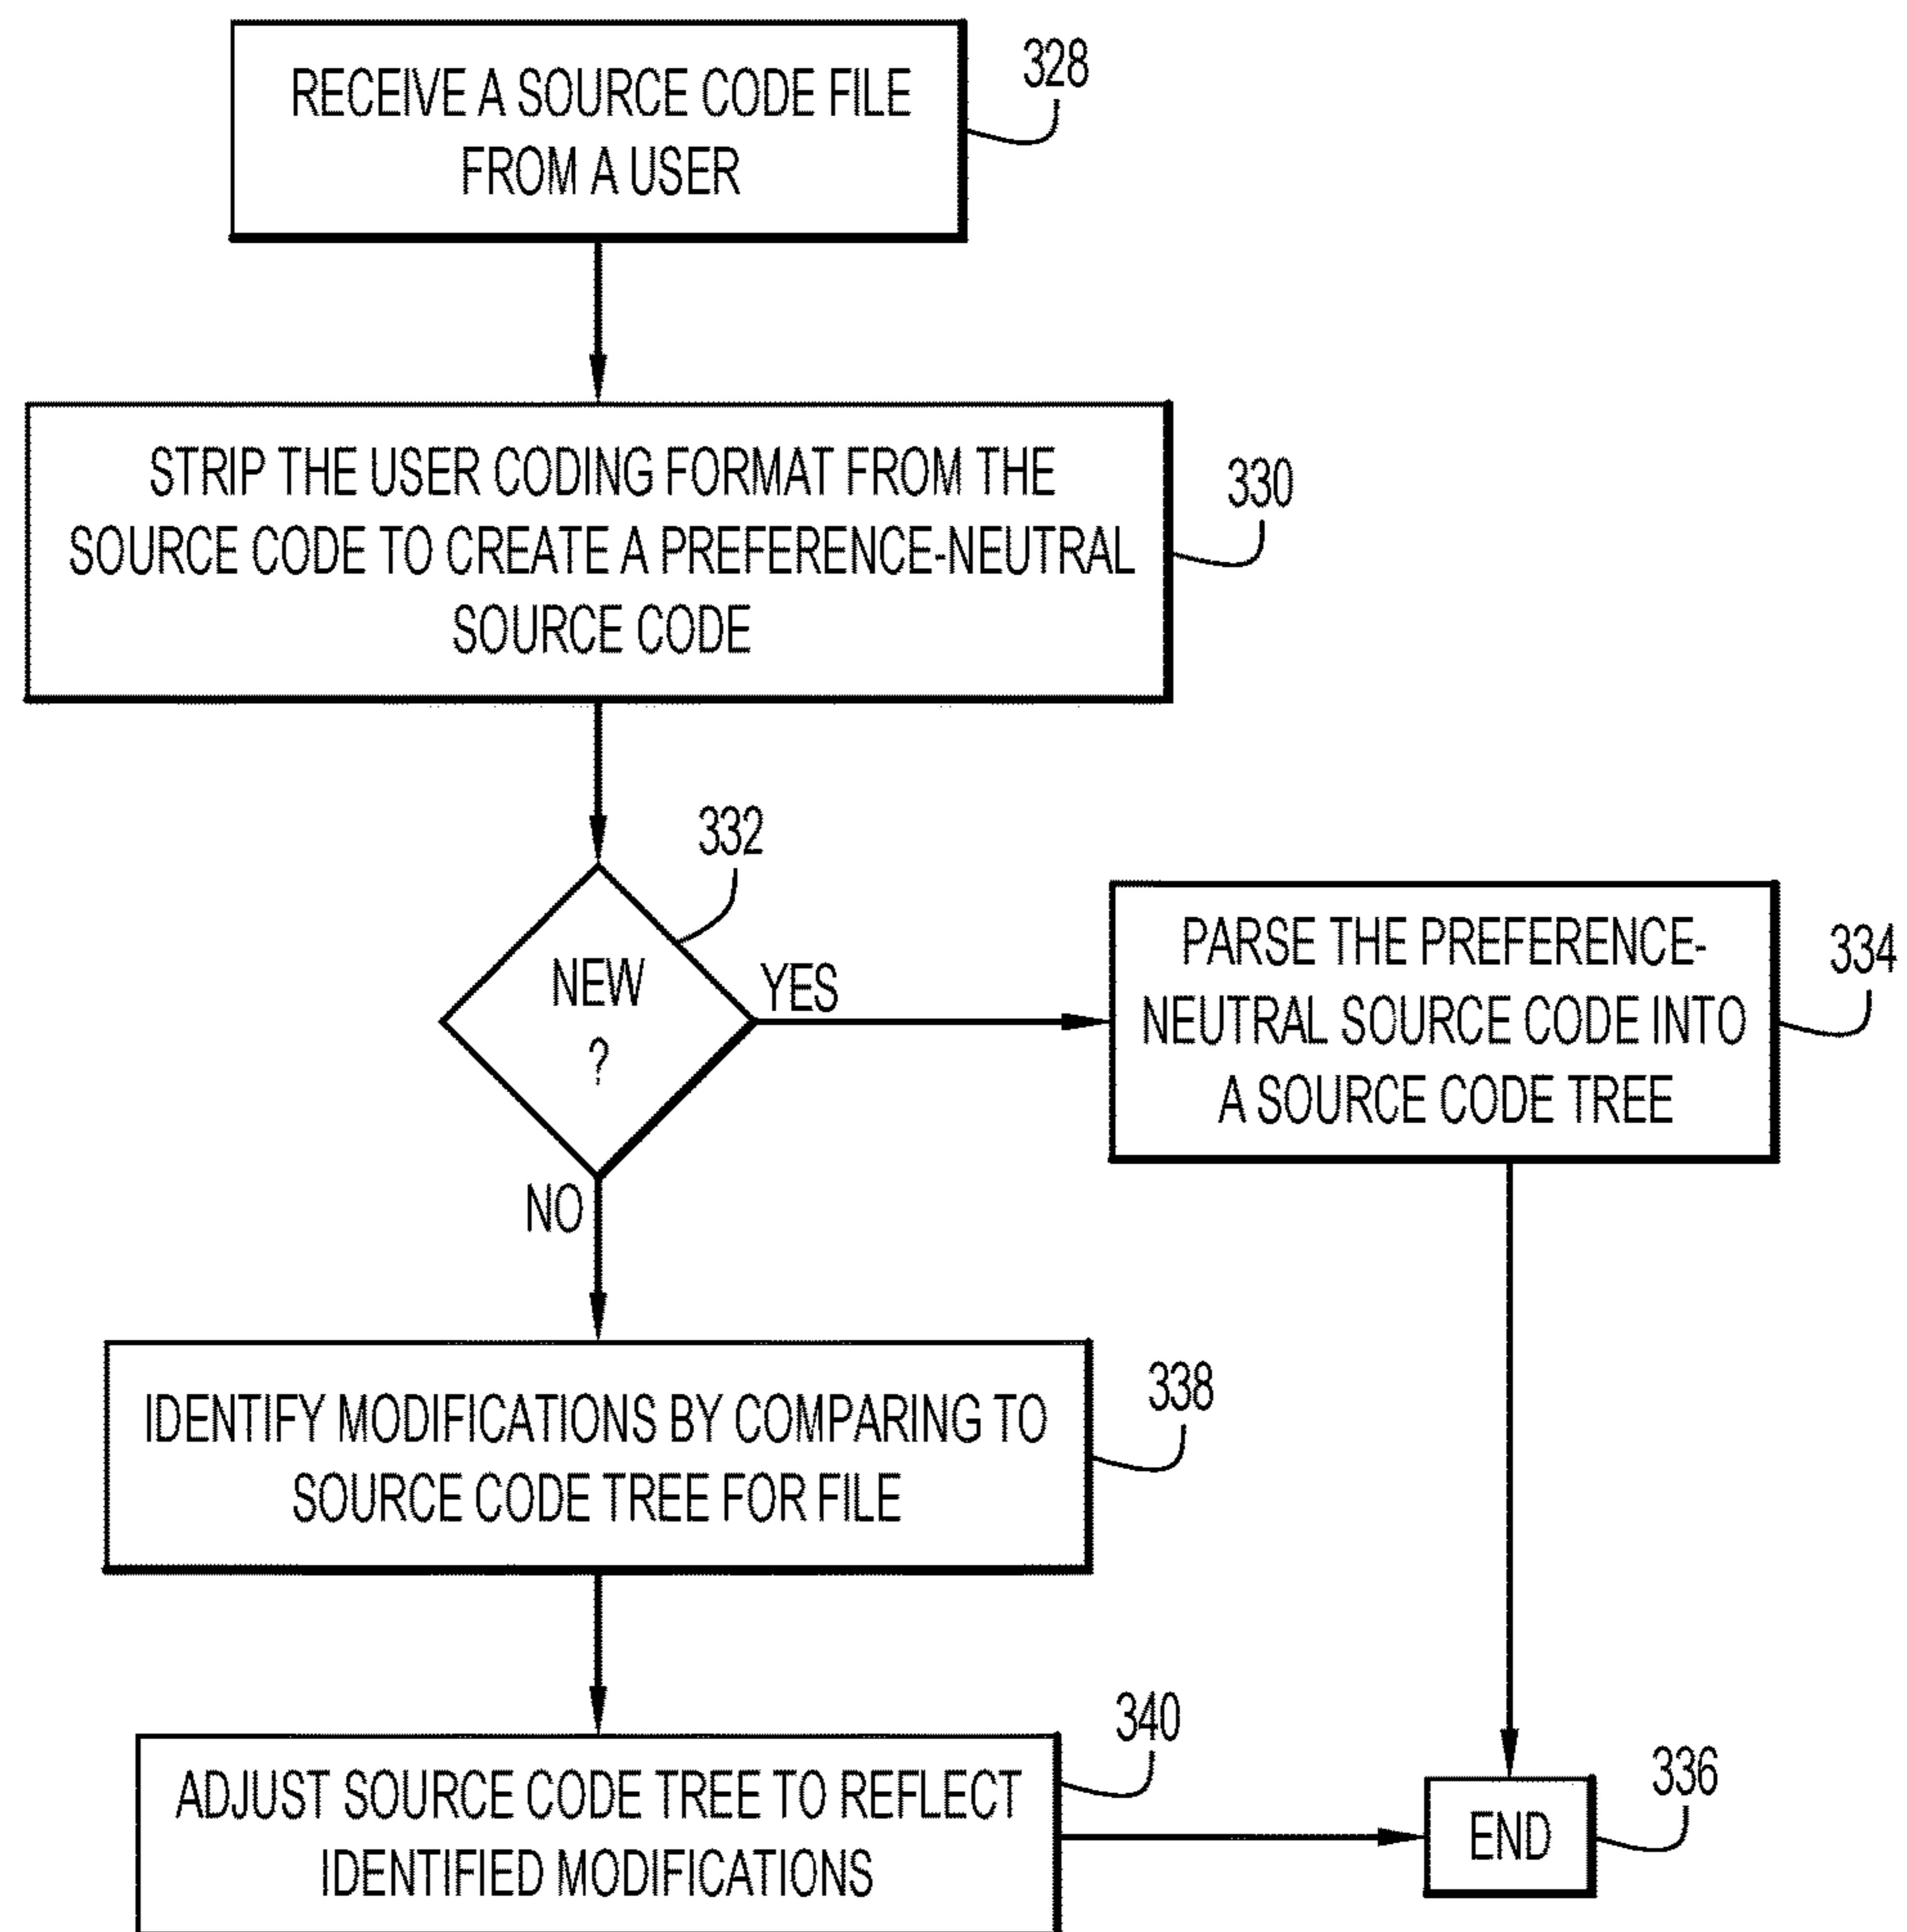 RECEIVE A SOURCE CODE FILE
FROM A USER
328
STRIP THE USER CODING FORMAT FROM THE
SOURCE CODE TO CREATE A PREFERENCE-NEUTRAL
SOURCE CODE
330
332
NEW
?
YES
NO
PARSE THE PREFERENCE-
NEUTRAL SOURCE CODE INTO
A SOURCE CODE TREE
334
IDENTIFY MODIFICATIONS BY COMPARING TO
SOURCE CODE TREE FOR FILE
338
ADJUST SOURCE CODE TREE TO REFLECT
IDENTIFIED MODIFICATIONS
340
END
336